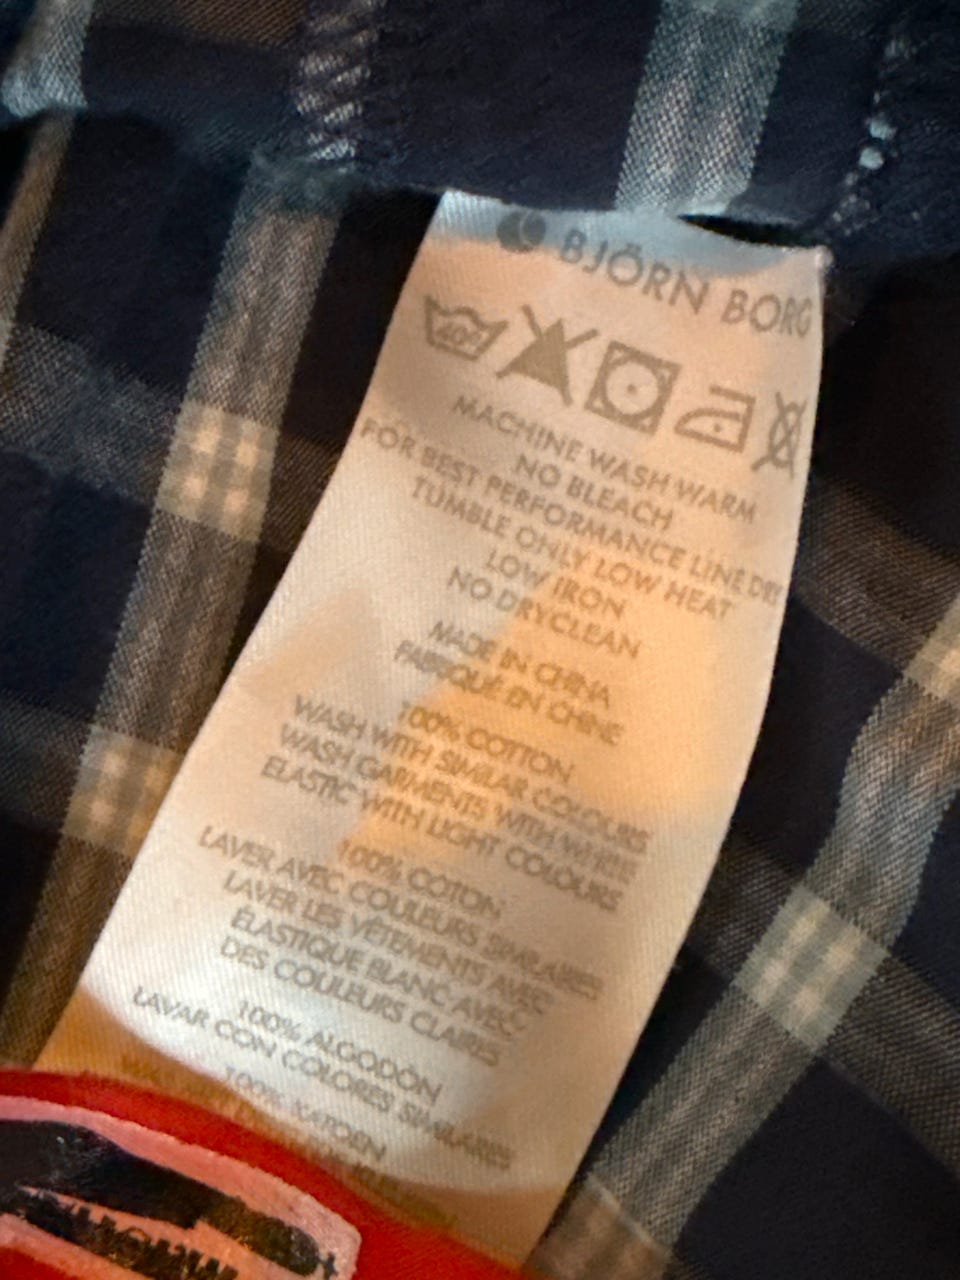 BJÖRN BORG
40°
MACHINE WASH WARM
NO BLEACH
FOR BEST PERFORMANCE LINE DRY
TUMBLE ONLY LOW HEAT
LOW IRON
NO DRYCLEAN
MADE IN CHINA
FABRIQUÉ EN CHINE
100% COTTON
WASH WITH SIMILAR COLOURS
WASH GARMENTS WITH WHITE
ELASTIC WITH LIGHT COLOURS
100% COTON
LAVER AVEC COULEURS SIMILAIRES
LAVER LES VÊTEMENTS AVEC
ÉLASTIQUE BLANC AVEC
DES COULEURS CLAIRES
100% ALGODÓN
LAVAR CON COLORES SIMILARES
100% KATOEN